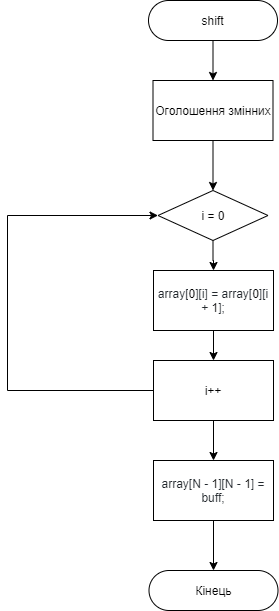 shift
Оголошення змінних
i = 0
array[0][i] = array[0][i
+ 1];
i++
array[N - 1][N - 1] =
buff;
Кінець